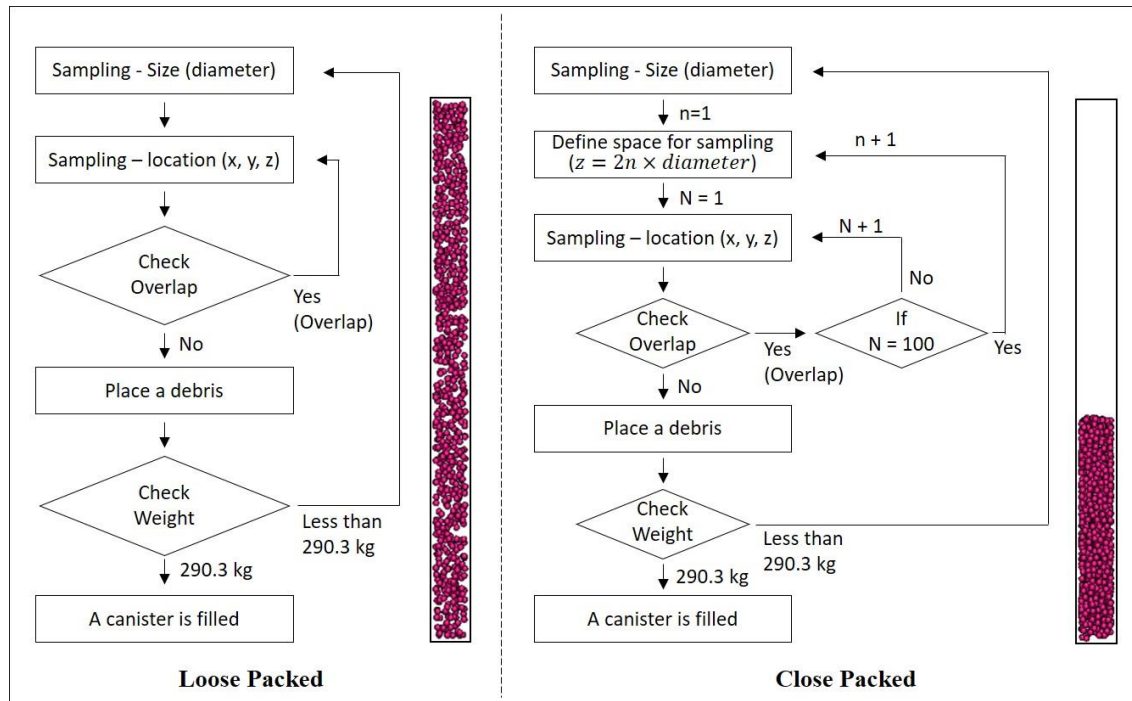 Sampling - Size (diameter)
Sampling – location (x, y, z)
Check
Overlap
Yes
(Overlap)
No
Place a debris
Check
Weight
Less than
290.3 kg
290.3 kg
A canister is filled
Loose Packed
Sampling - Size (diameter)
n=1
Define space for sampling
(z = 2n × diameter)
n + 1
N = 1
Sampling – location (x, y, z)
N + 1
No
Check
Overlap
Yes
(Overlap)
If
N = 100
Yes
No
Place a debris
Check
Weight
Less than
290.3 kg
290.3 kg
A canister is filled
Close Packed